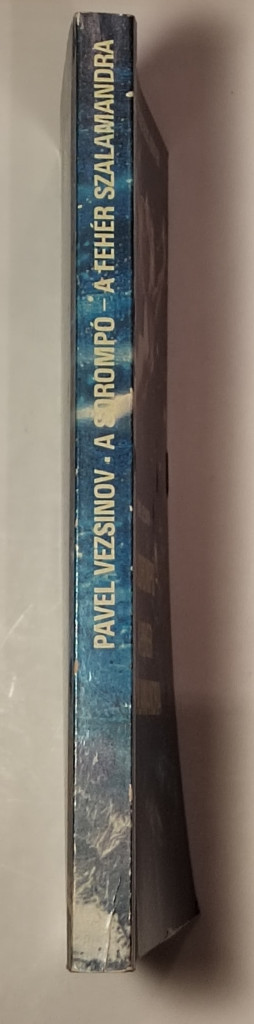 PAVEL VEZSINOV • A SOROMPÓ – A FEHÉR SZALAMANDRA